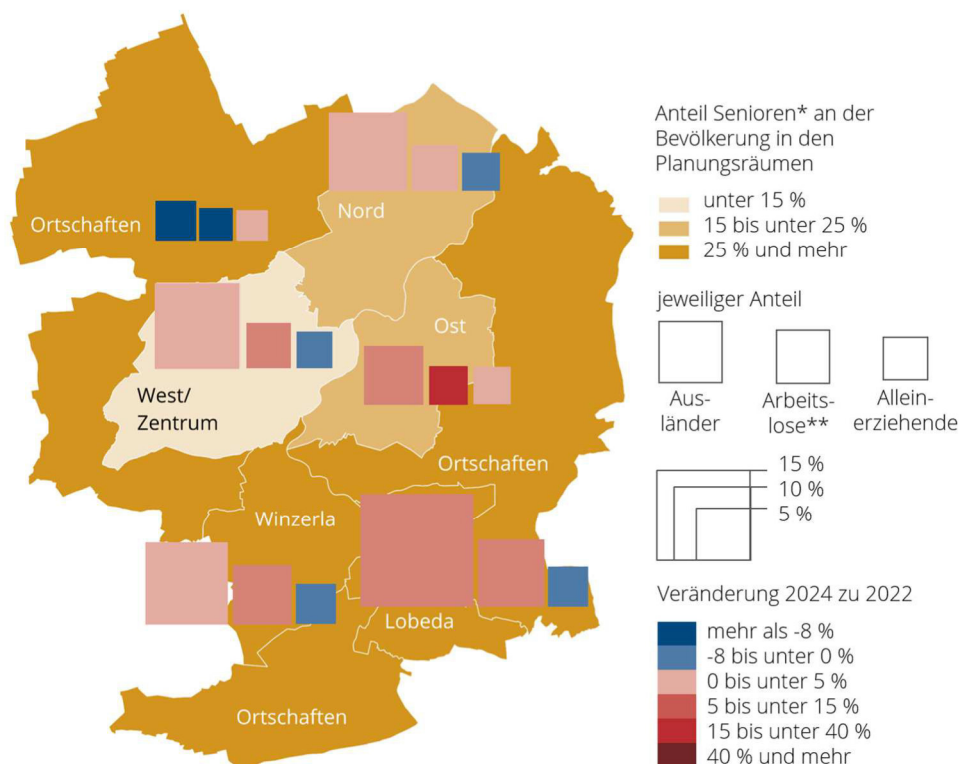 Anteil Senioren* an der
Bevölkerung in den
Planungsräumen
unter 15 %
15 bis unter 25 %
25 % und mehr
jeweiliger Anteil
Aus-
länder
Arbeits-
lose**
Allein-
erziehende
15 %
10 %
5 %
Veränderung 2024 zu 2022
mehr als -8 %
-8 bis unter 0 %
0 bis unter 5 %
5 bis unter 15 %
15 bis unter 40 %
40 % und mehr
Nord
Ortschaften
Ost
West/
Zentrum
Ortschaften
Winzerla
Lobeda
Ortschaften